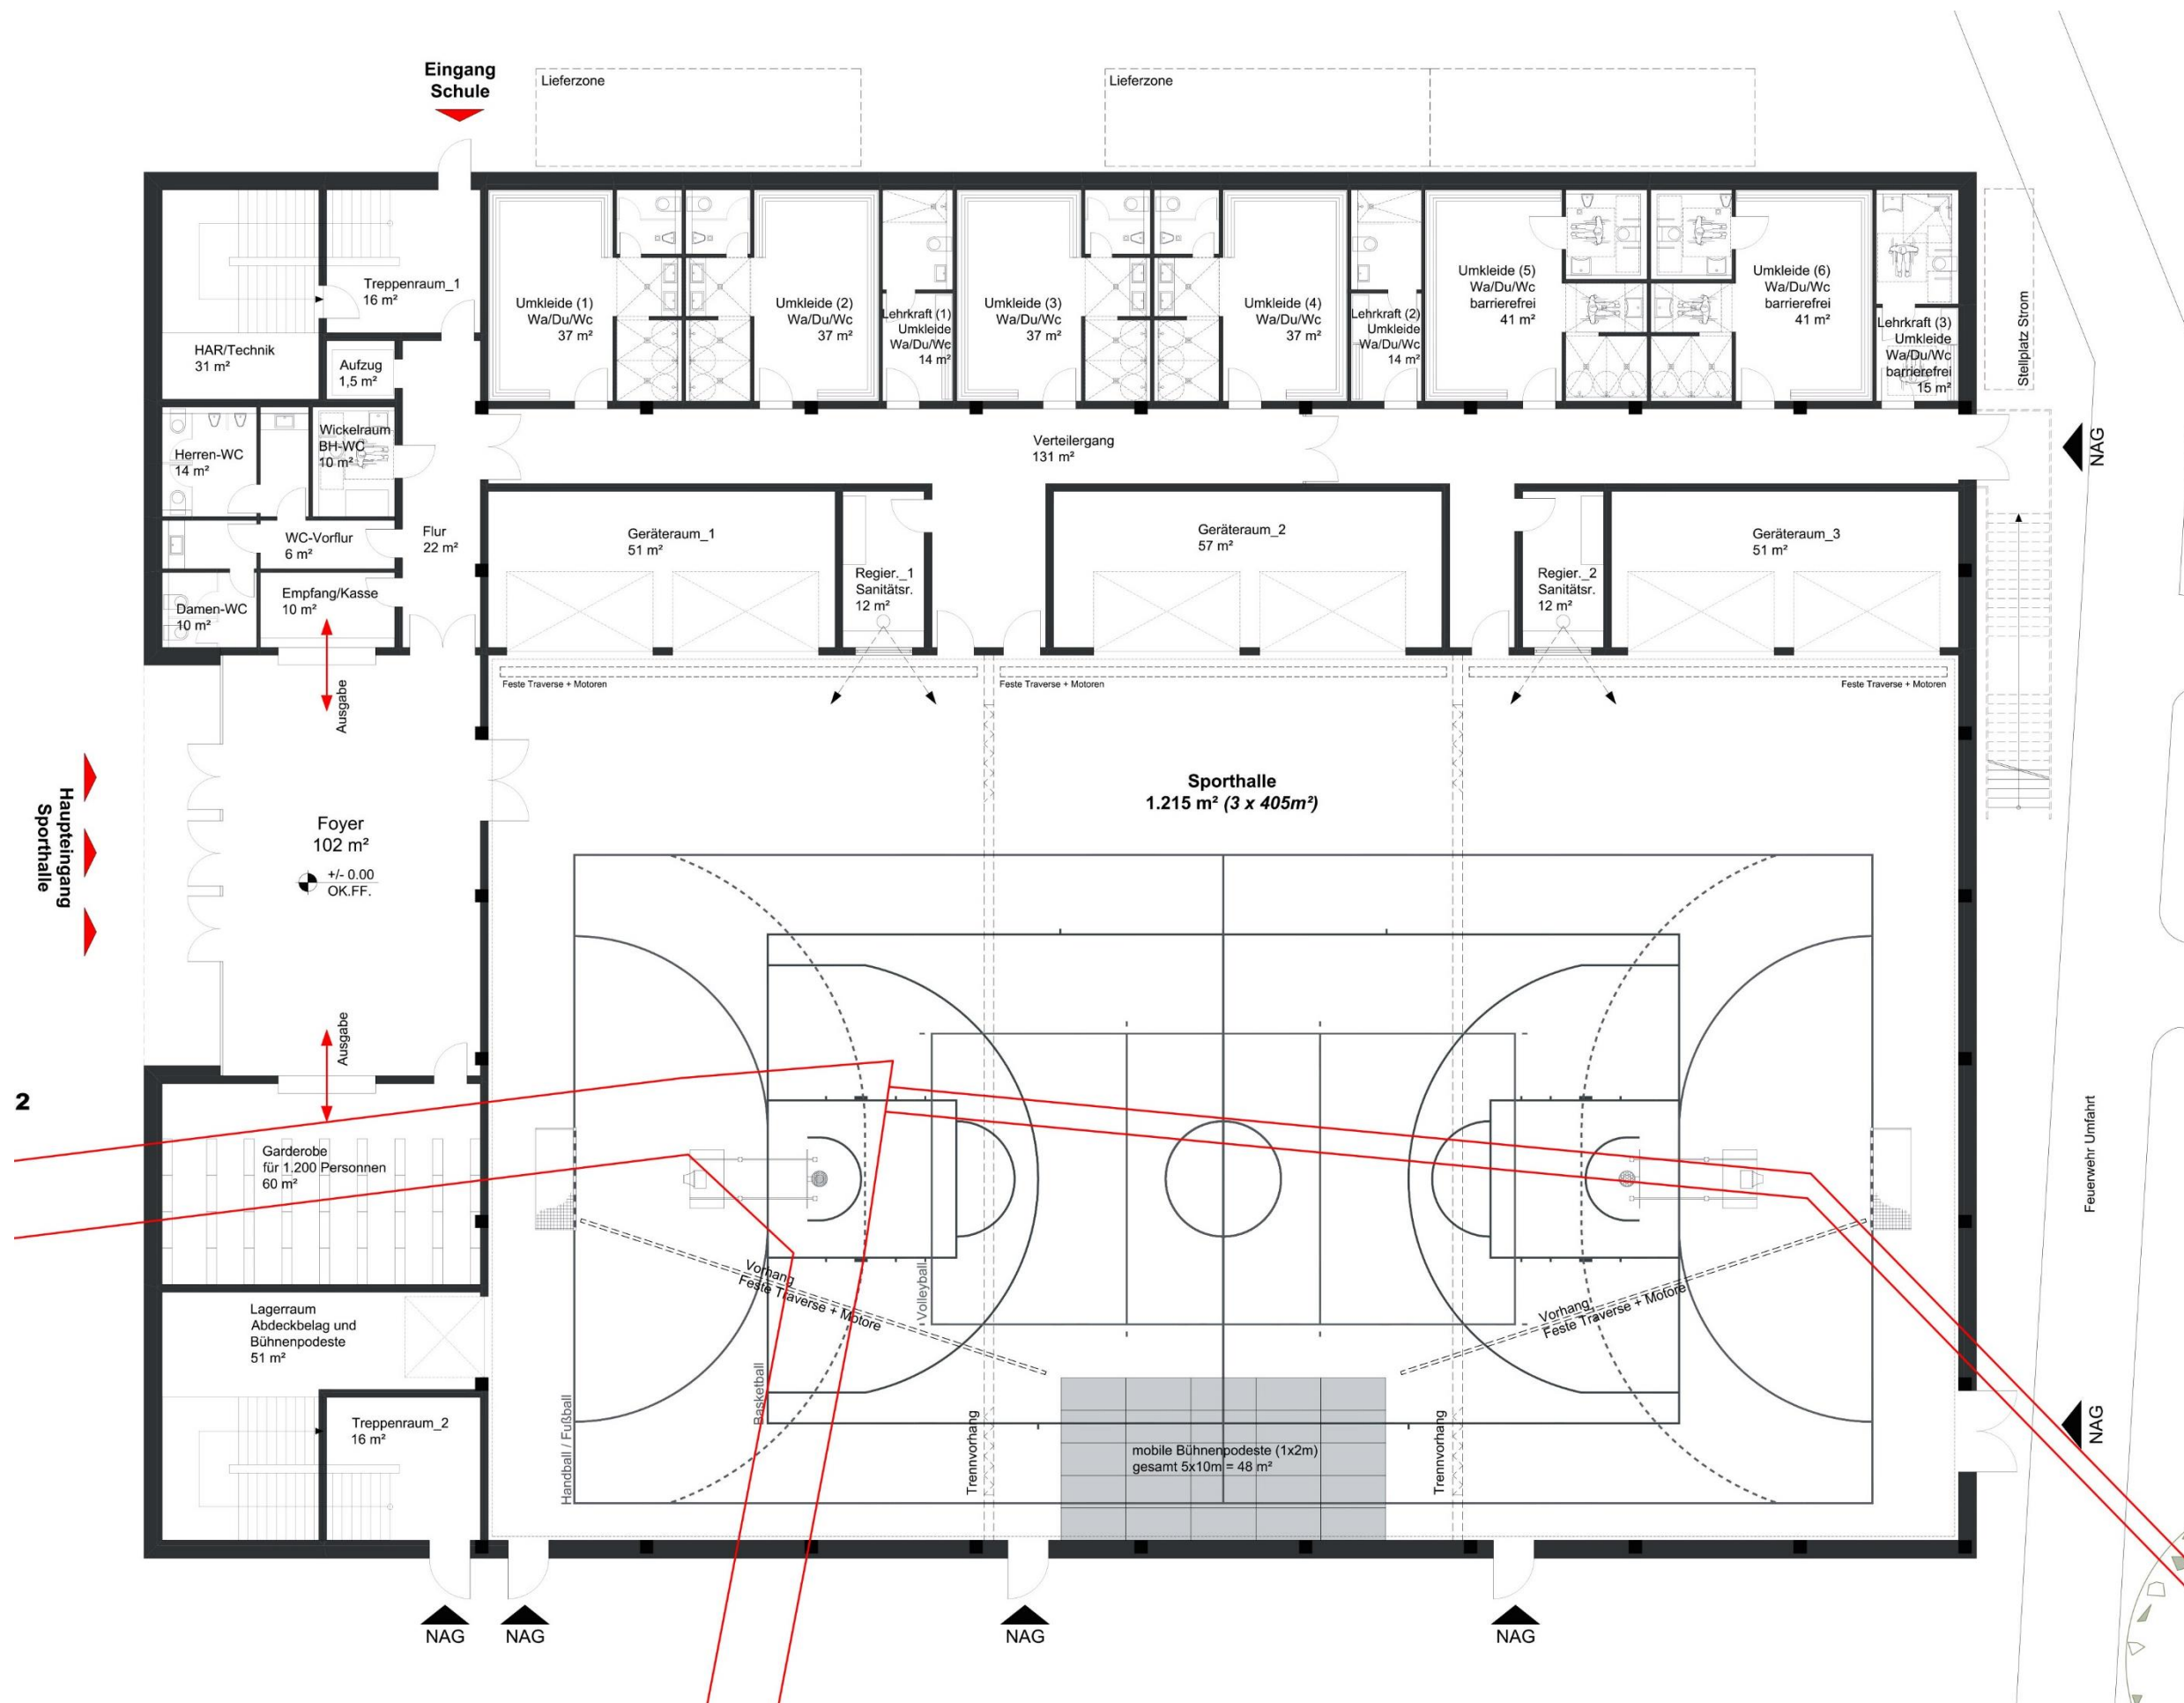 Eingang
Schule
Lieferzone
Lieferzone
Treppenraum_1
16 m²
HAR/Technik
31 m²
Aufzug
1,5 m²
Umkleide (1)
Wa/Du/Wc
37 m²
Umkleide (2)
Wa/Du/Wc
37 m²
Lehrkraft (1)
Umkleide
Wa/Du/Wc
14 m²
Umkleide (3)
Wa/Du/Wc
37 m²
Umkleide (4)
Wa/Du/Wc
37 m²
Lehrkraft (2)
Umkleide
Wa/Du/Wc
14 m²
Umkleide (5)
Wa/Du/Wc
barrierefrei
41 m²
Umkleide (6)
Wa/Du/Wc
barrierefrei
41 m²
Lehrkraft (3)
Umkleide
Wa/Du/Wc
barrierefrei
15 m²
Stellplatz Strom
Herren-WC
14 m²
Wickelraum
BH-WC
10 m²
Verteilergang
131 m²
NAG
WC-Vorflur
6 m²
Flur
22 m²
Damen-WC
10 m²
Empfang/Kasse
10 m²
Geräteraum_1
51 m²
Regier._1
Sanitätsr.
12 m²
Geräteraum_2
57 m²
Regier._2
Sanitätsr.
12 m²
Geräteraum_3
51 m²
Ausgabe
Feste Traverse + Motoren
Feste Traverse + Motoren
Feste Traverse + Motoren
Haupteingang
Sporthalle
Foyer
102 m²
+/- 0.00
OK.FF.
Sporthalle
1.215 m² (3 x 405m²)
Ausgabe
2
Garderobe
für 1.200 Personnen
60 m²
Feuerwehr Umfahrt
Lagerraum
Abdeckbelag und
Bühnenpodeste
51 m²
Treppenraum_2
16 m²
Vorhang
Feste Traverse + Motore
Volleyball
Basketball
Handball / Fußball
Trennvorhang
Trennvorhang
Vorhang
Feste Traverse + Motore
mobile Bühnenpodeste (1x2m)
gesamt 5x10m = 48 m²
NAG
NAG
NAG
NAG
NAG